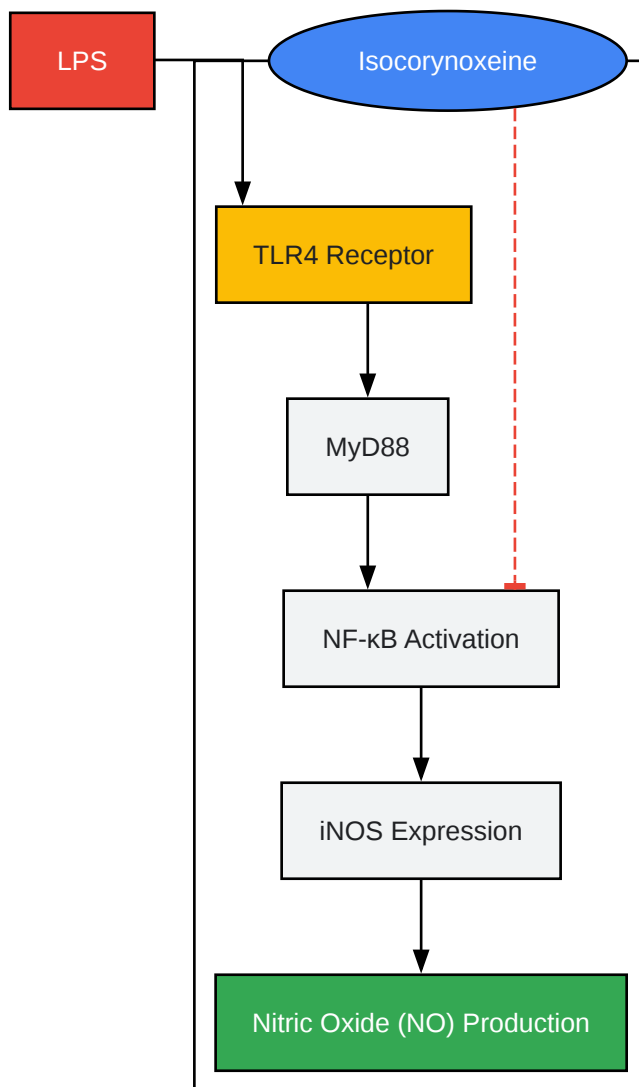 LPS
Isocorynoxeine
TLR4 Receptor
MyD88
NF-κB Activation
iNOS Expression
Nitric Oxide (NO) Production